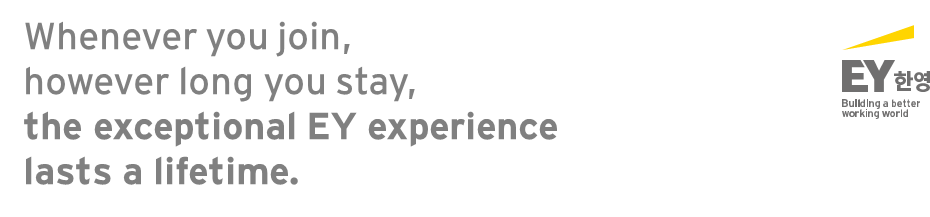 Whenever you join,
however long you stay,
the exceptional EY experience
lasts a lifetime.
EY한영
Building a better
working world